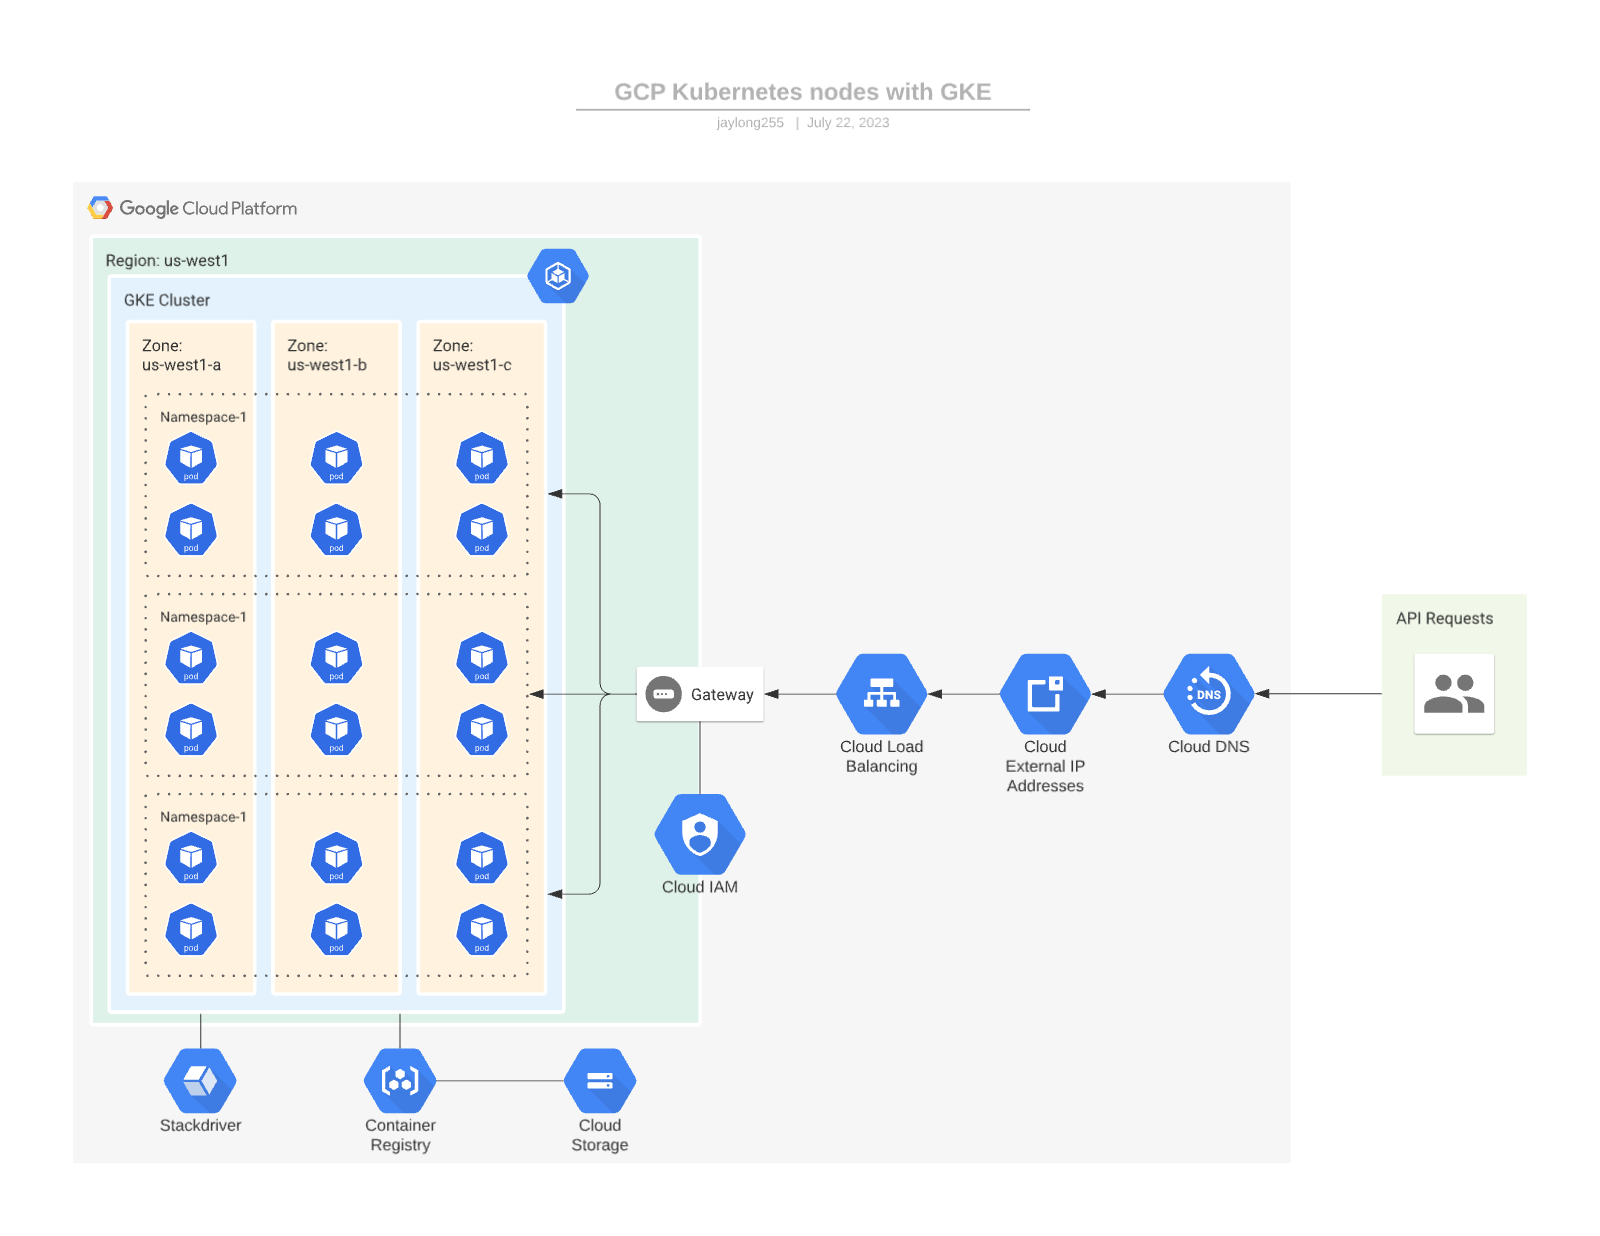 GCP Kubernetes nodes with GKE
jaylong255 | July 22, 2023
Google Cloud Platform
Region: us-west1
GKE Cluster
Zone:
us-west1-a
Zone:
us-west1-b
Zone:
us-west1-c
Namespace-1
pod
pod
pod
pod
pod
pod
Namespace-1
pod
pod
pod
pod
pod
pod
Namespace-1
pod
pod
pod
pod
pod
pod
Gateway
Cloud IAM
Cloud Load
Balancing
Cloud
External IP
Addresses
DNS
Cloud DNS
API Requests
Stackdriver
Container
Registry
Cloud
Storage